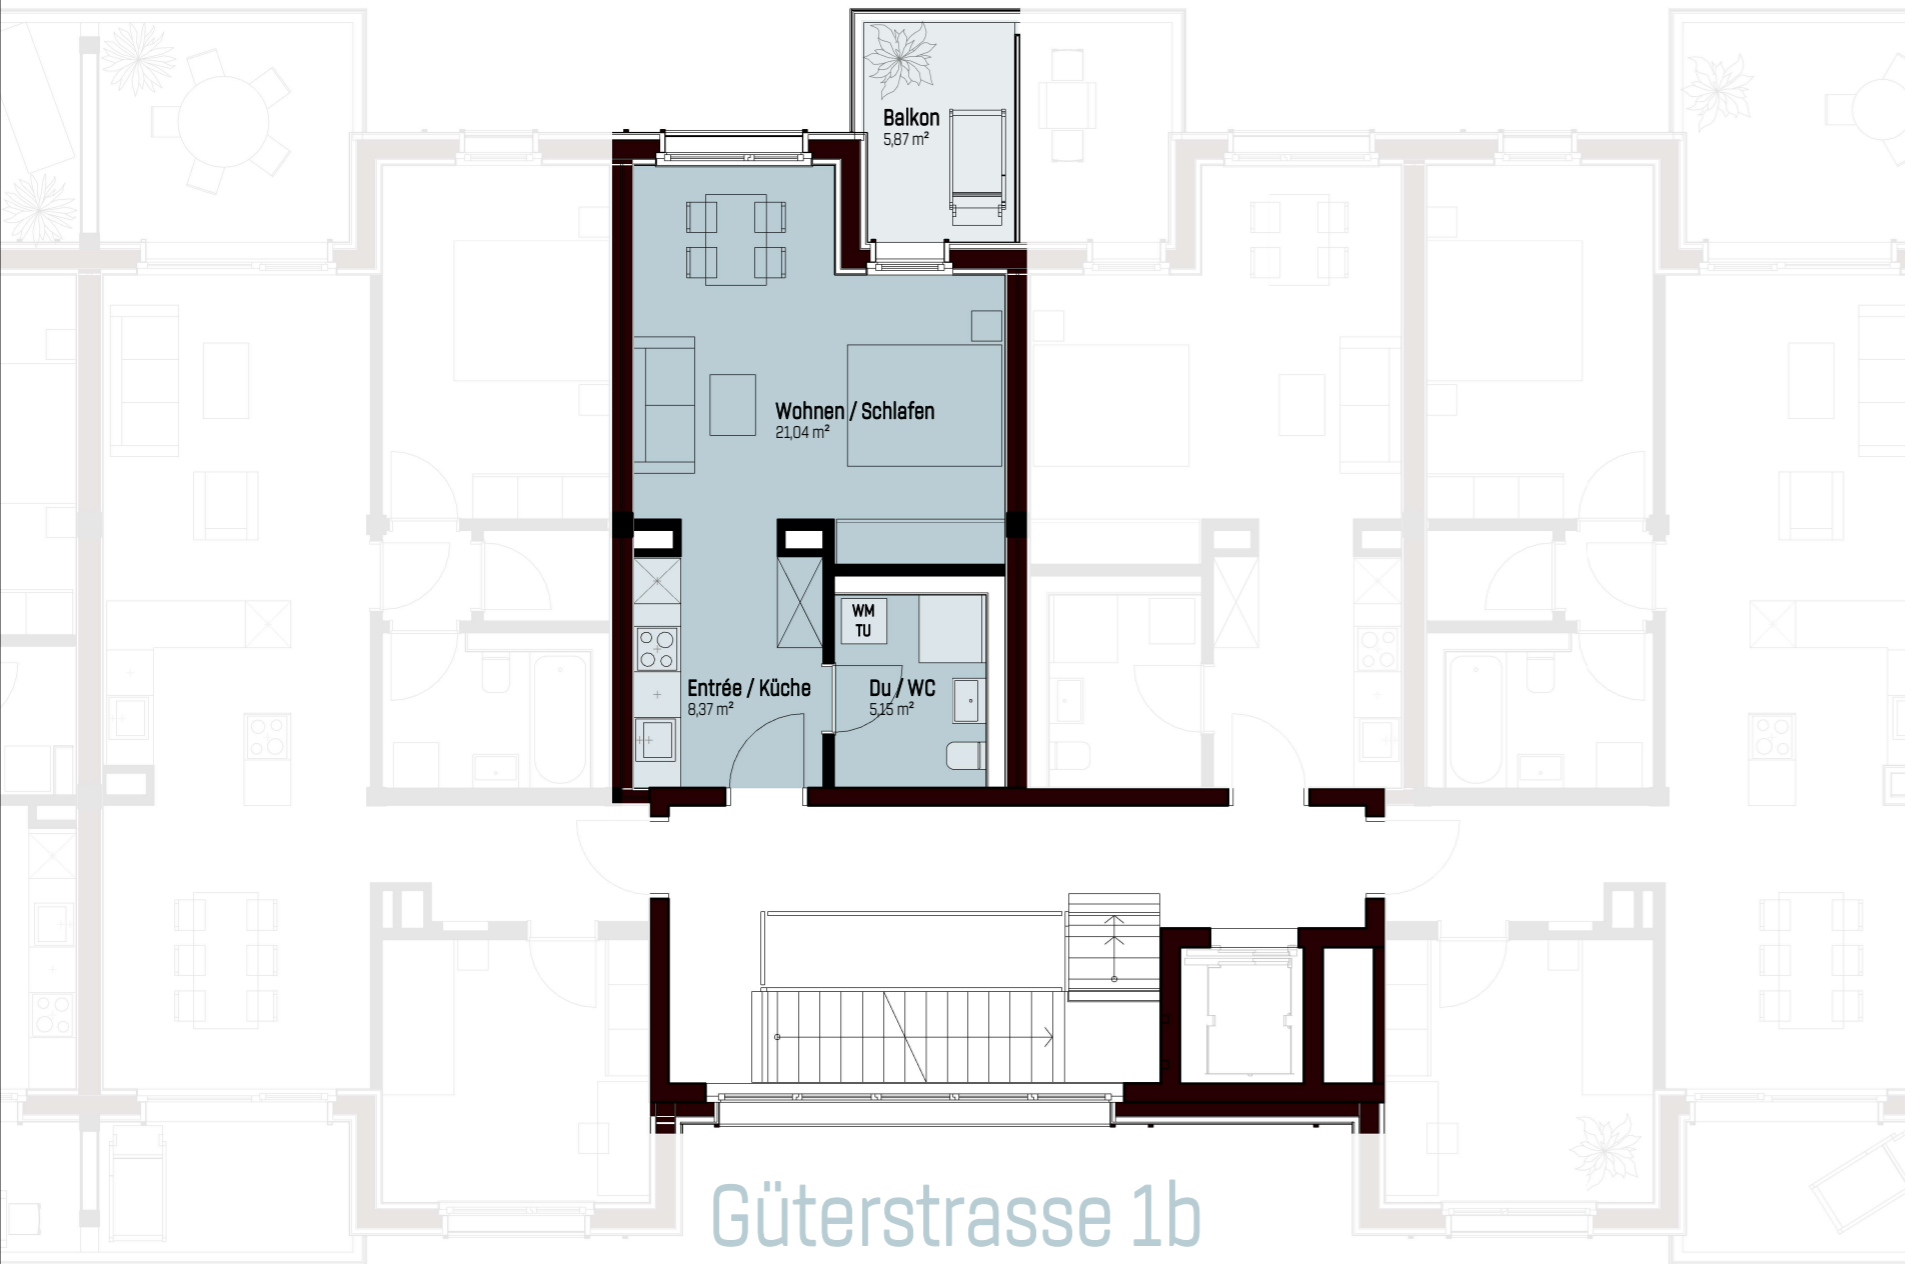 Balkon
5,87 m²
Wohnen / Schlafen
21,04 m²
WM
TU
Entrée / Küche
8,37 m²
Du / WC
5,15 m²
Güterstrasse 1b